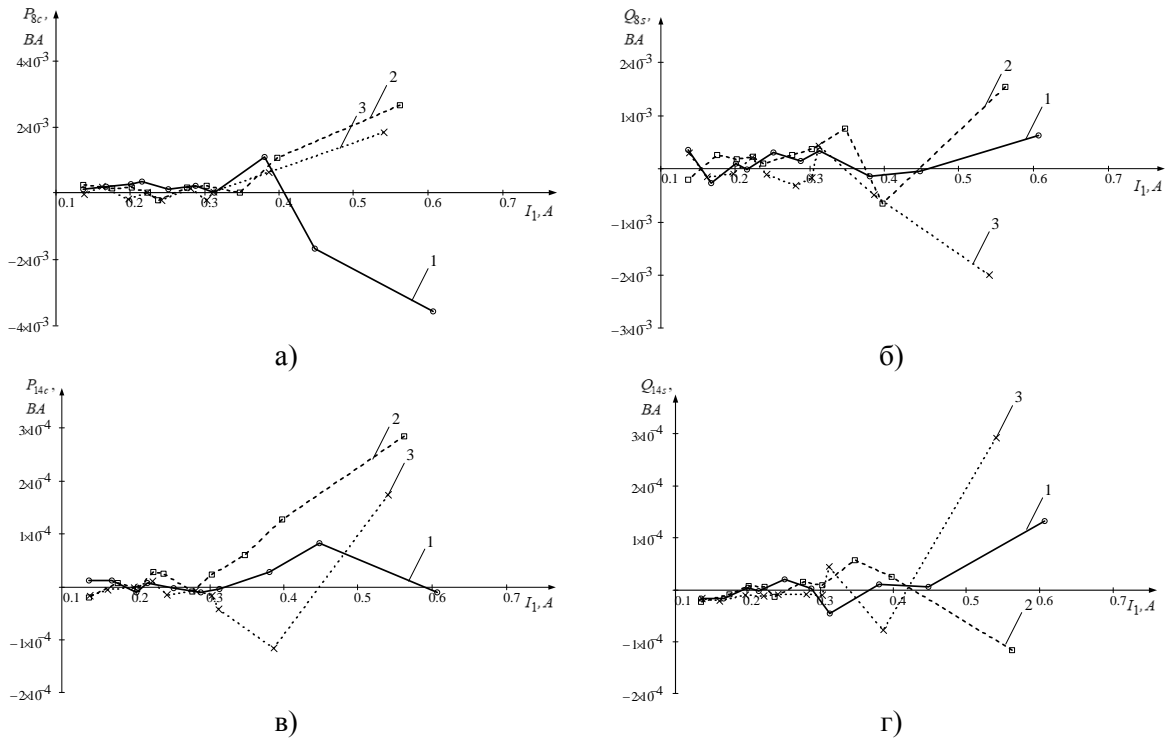 P8c,
BA
4×10⁻³
2×10⁻³
−2×10⁻³
−4×10⁻³
0.1 0.2 0.3 0.4 0.5 0.6 0.7
I1, A
2
3
1
а)
Q8s,
BA
2×10⁻³
1×10⁻³
−1×10⁻³
−2×10⁻³
−3×10⁻³
0.1 0.2 0.3 0.4 0.5 0.6 0.7
I1, A
2
1
3
б)
P14c,
BA
3×10⁻⁴
2×10⁻⁴
1×10⁻⁴
−1×10⁻⁴
−2×10⁻⁴
0.1 0.2 0.3 0.4 0.5 0.6 0.7
I1, A
2
3
1
в)
Q14s,
BA
3×10⁻⁴
2×10⁻⁴
1×10⁻⁴
−1×10⁻⁴
−2×10⁻⁴
0.1 0.2 0.3 0.4 0.5 0.6 0.7
I1, A
3
1
2
г)